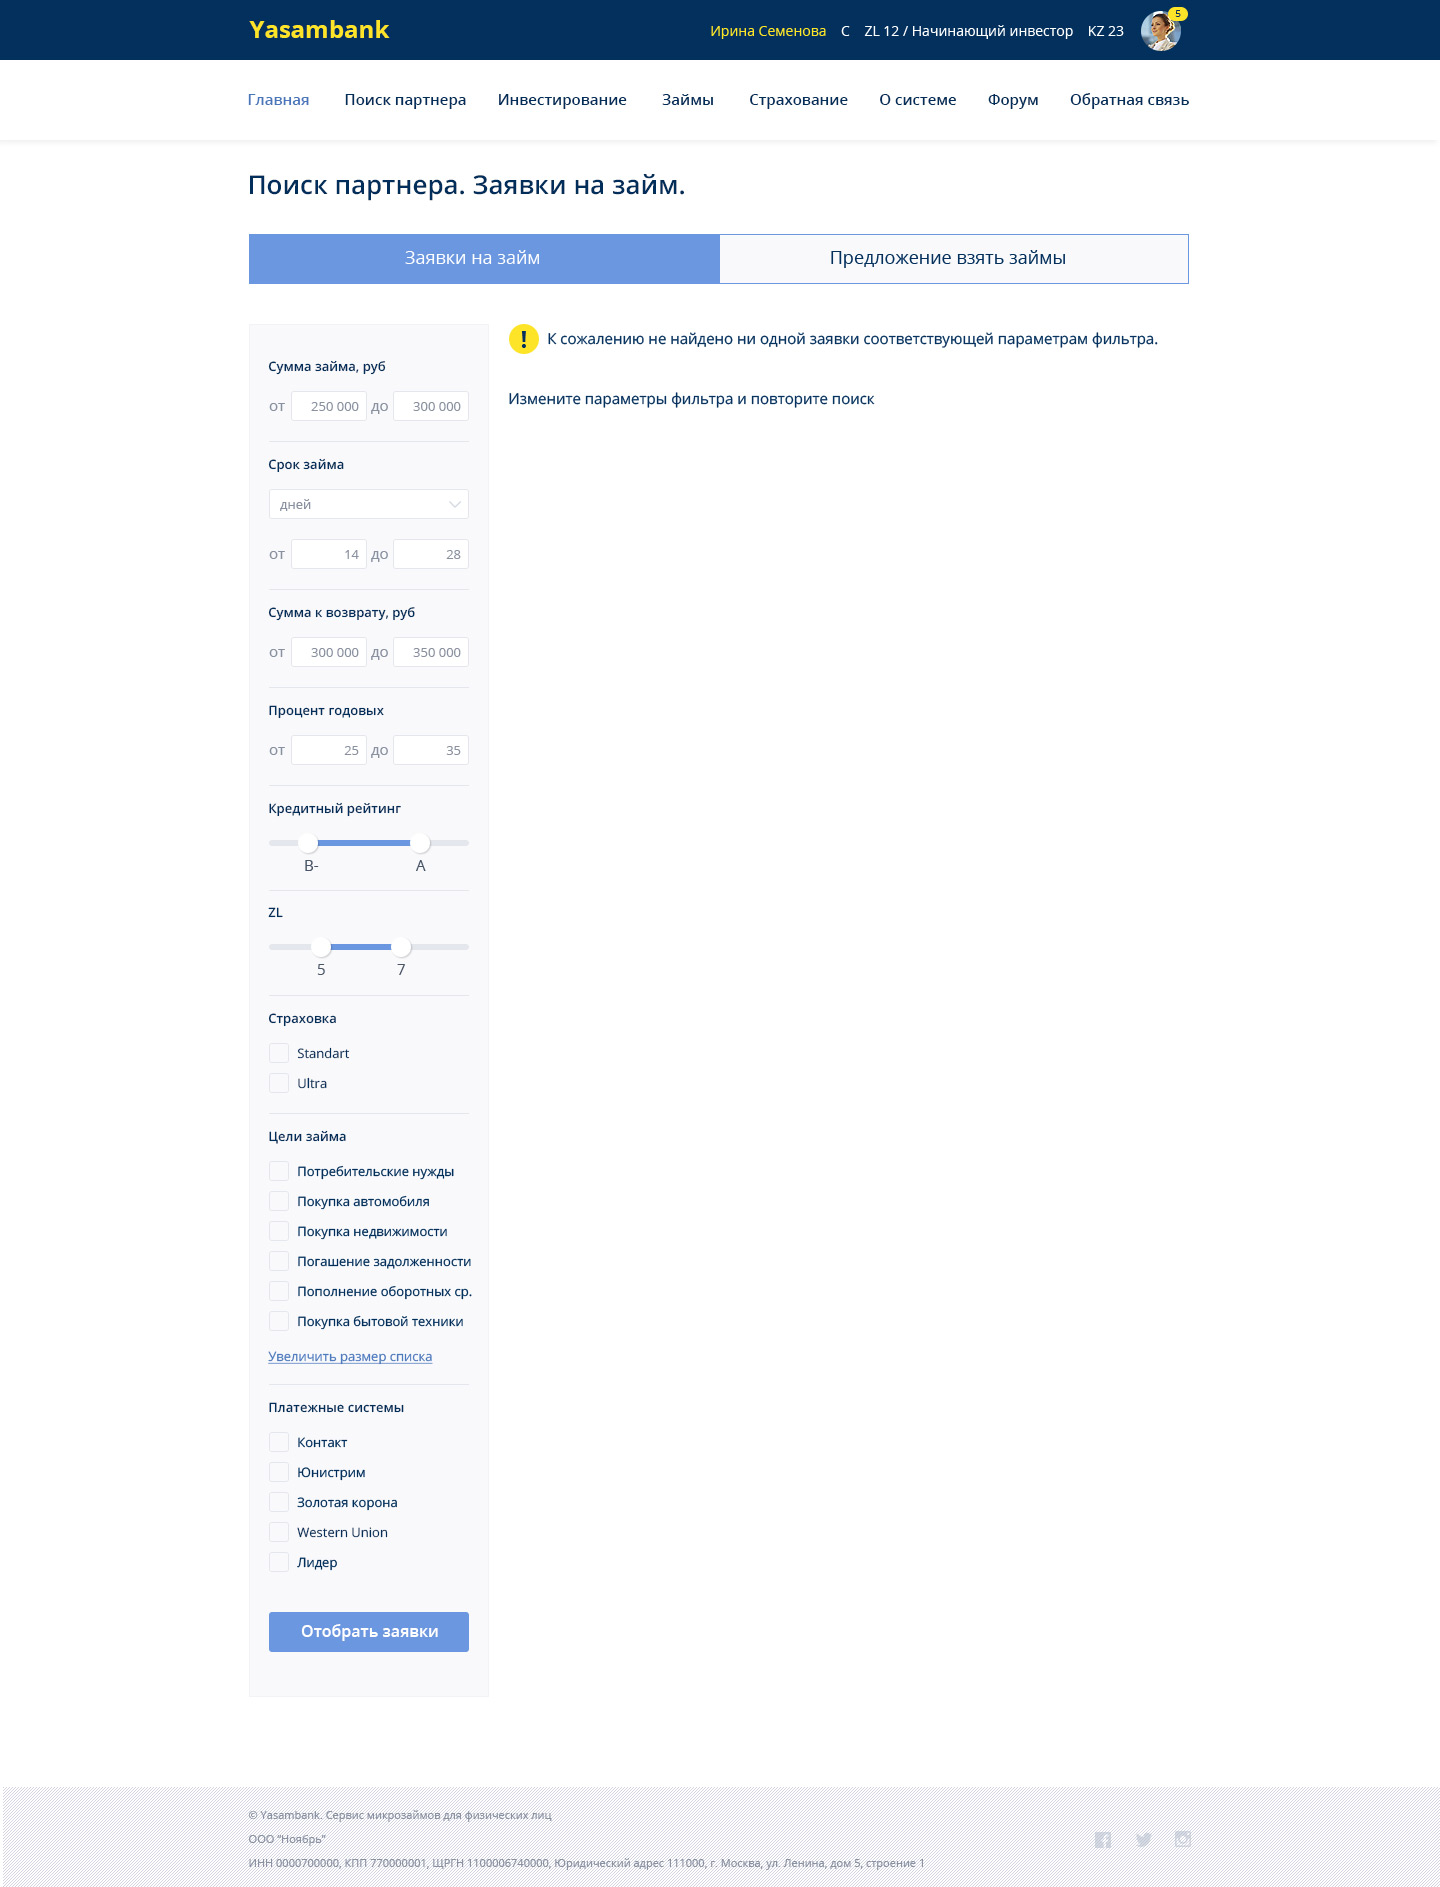 Yasambank
Ирина Семенова C ZL 12 / Начинающий инвестор KZ 23 5
Главная Поиск партнера Инвестирование Займы Страхование О системе Форум Обратная связь
Поиск партнера. Заявки на займ.
Заявки на займ Предложение взять займы
! К сожалению не найдено ни одной заявки соответствующей параметрам фильтра.
Измените параметры фильтра и повторите поиск
Сумма займа, руб
от 250 000 до 300 000
Срок займа
дней
от 14 до 28
Сумма к возврату, руб
от 300 000 до 350 000
Процент годовых
от 25 до 35
Кредитный рейтинг
B- A
ZL
5 7
Страховка
Standart
Ultra
Цели займа
Потребительские нужды
Покупка автомобиля
Покупка недвижимости
Погашение задолженности
Пополнение оборотных ср.
Покупка бытовой техники
Увеличить размер списка
Платежные системы
Контакт
Юнистрим
Золотая корона
Western Union
Лидер
Отобрать заявки
© Yasambank. Сервис микрозаймов для физических лиц
ООО “Ноябрь”
ИНН 0000700000, КПП 770000001, ЩРГН 1100006740000, Юридический адрес 111000, г. Москва, ул. Ленина, дом 5, строение 1